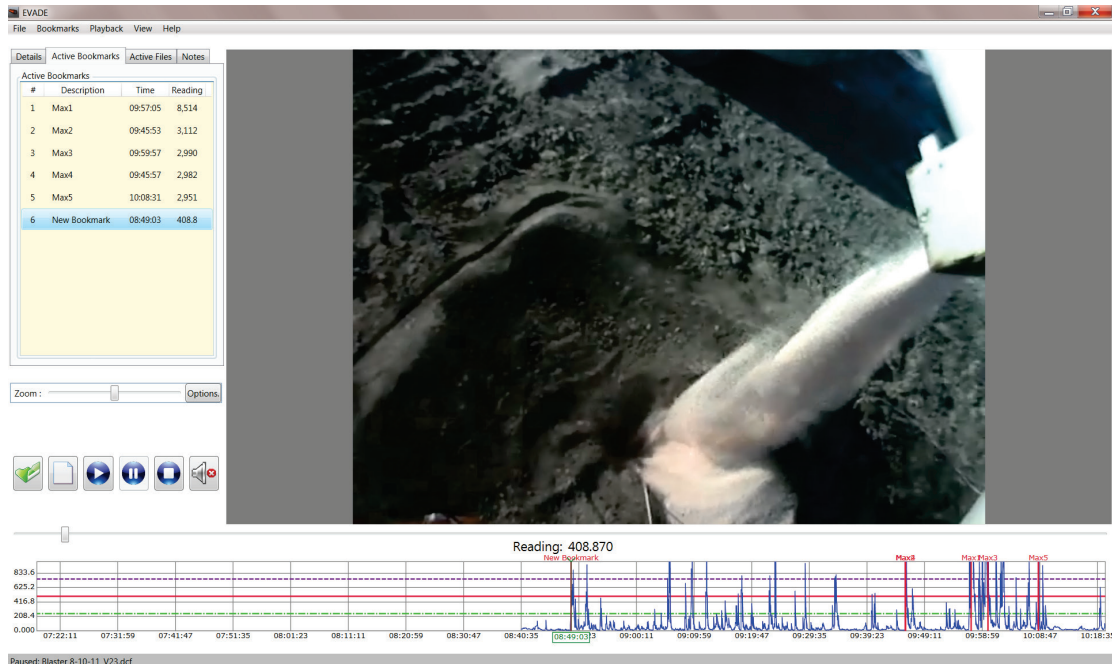 EVADE
File Bookmarks Playback View Help
Details Active Bookmarks Active Files Notes
Active Bookmarks
# Description Time Reading
1 Max1 09:57:05 8,514
2 Max2 09:45:53 3,112
3 Max3 09:59:57 2,990
4 Max4 09:45:57 2,982
5 Max5 10:08:31 2,951
6 New Bookmark 08:49:03 408.8
Zoom : Options.
Reading: 408.870
New Bookmark Max1 Max3 Max5
833.6
625.2
416.8
208.4
0.000
07:22:11 07:31:59 07:41:47 07:51:35 08:01:23 08:11:11 08:20:59 08:30:47 08:40:35 08:49:03 09:00:11 09:09:59 09:19:47 09:29:35 09:39:23 09:49:11 09:58:59 10:08:47 10:18:35
Paused: Blaster 8-10-11_V23.dcf